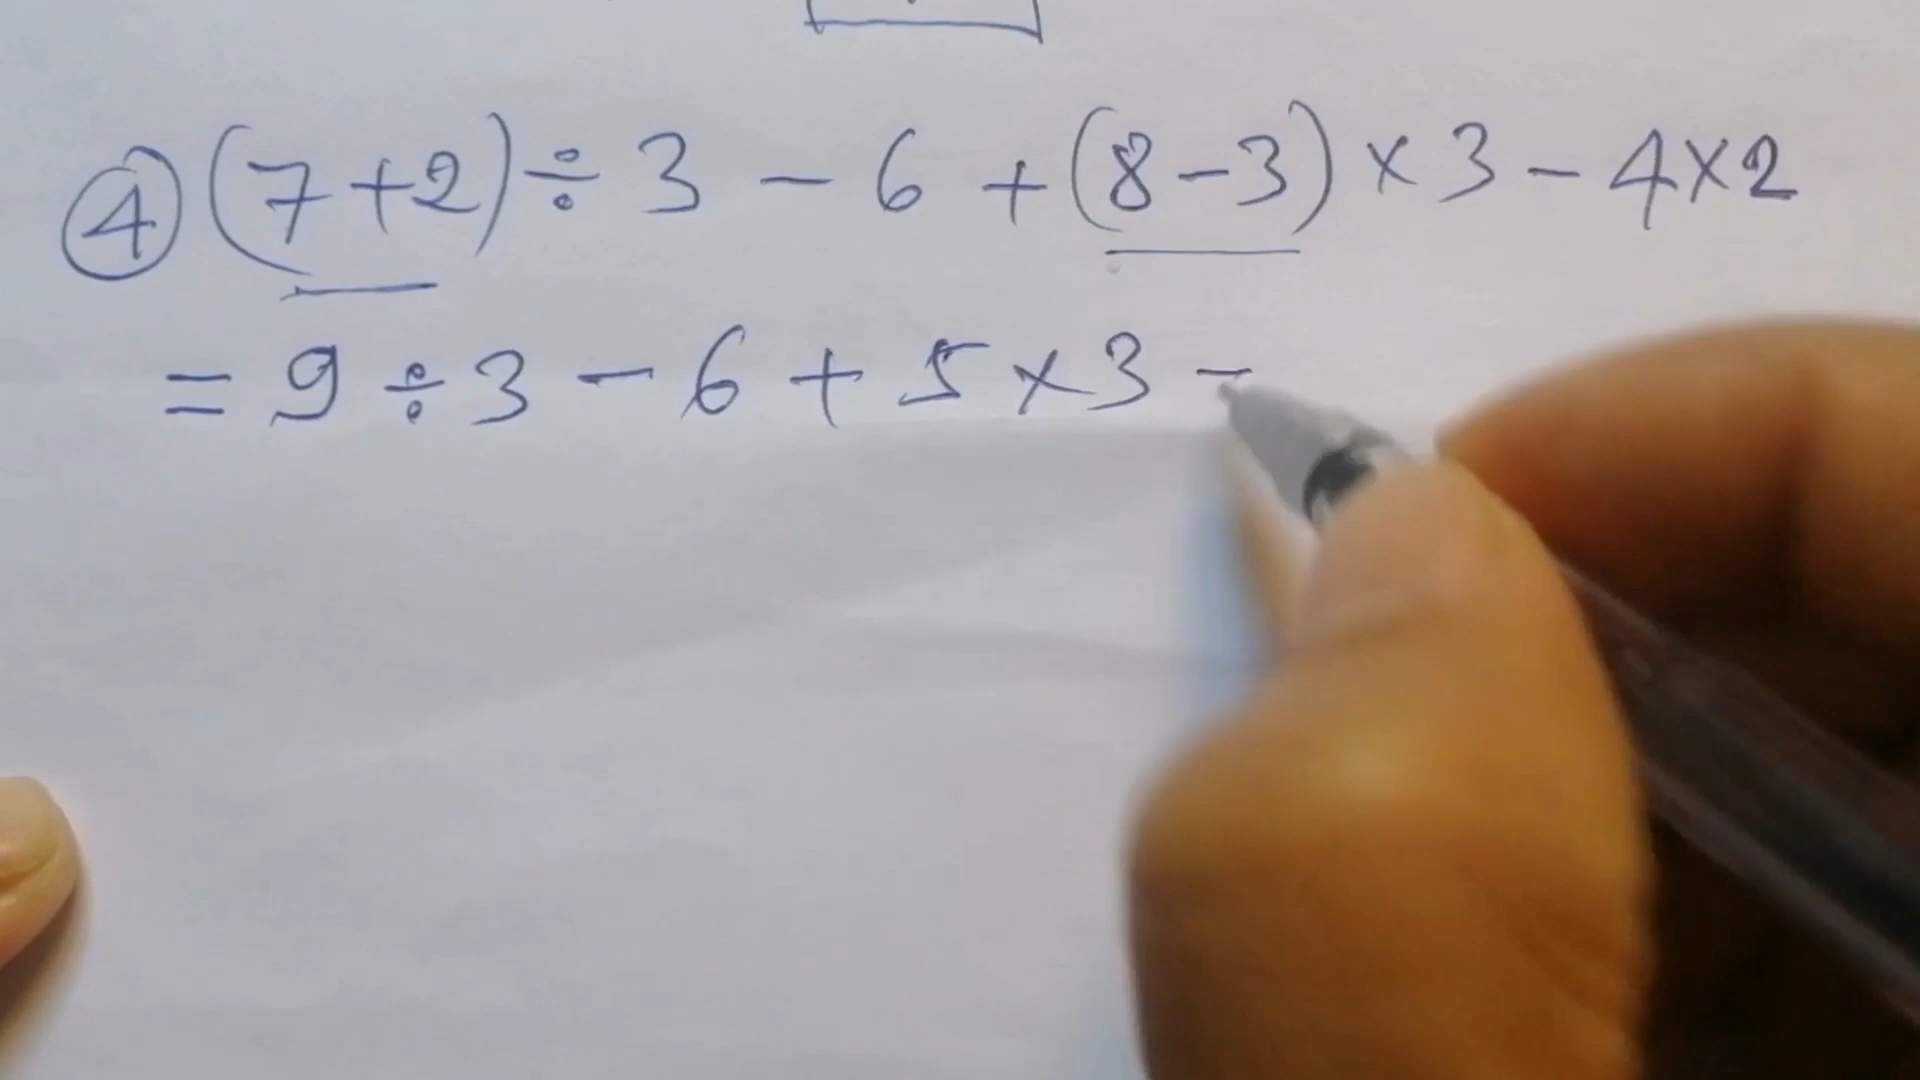 ④ (7+2) ÷ 3 - 6 + (8-3) × 3 - 4×2
= 9 ÷ 3 - 6 + 5 × 3 -